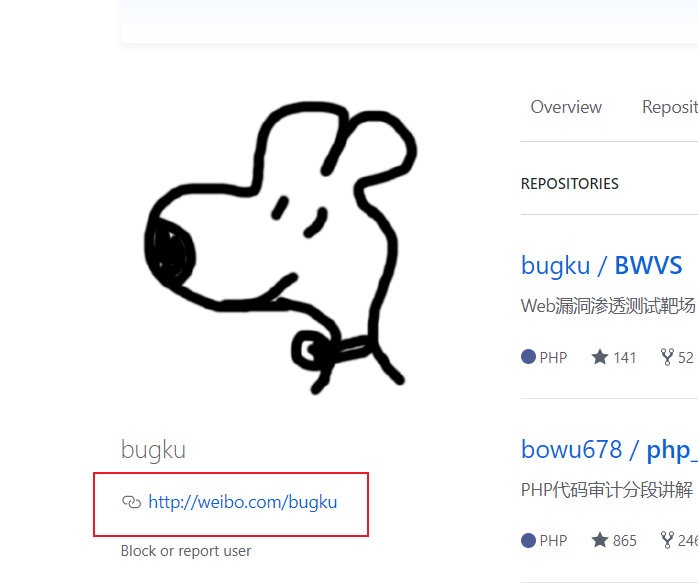 Overview Reposit
REPOSITORIES
bugku / BWVS
Web漏洞渗透测试靶场
PHP 141 52
bowu678 / php_
PHP代码审计分段讲解
PHP 865 246
bugku
http://weibo.com/bugku
Block or report user